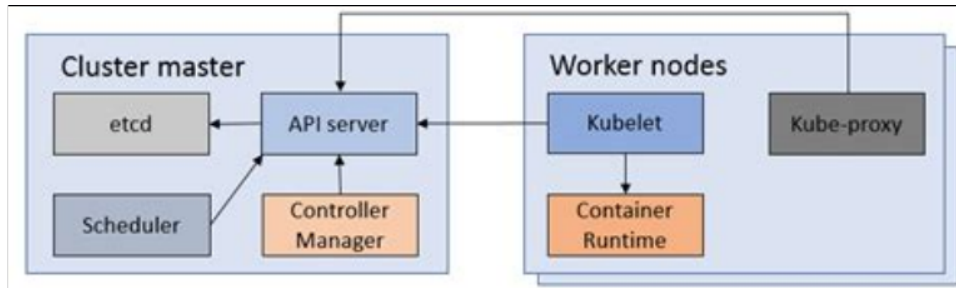 Cluster master
etcd
API server
Scheduler
Controller
Manager
Worker nodes
Kubelet
Kube-proxy
Container
Runtime